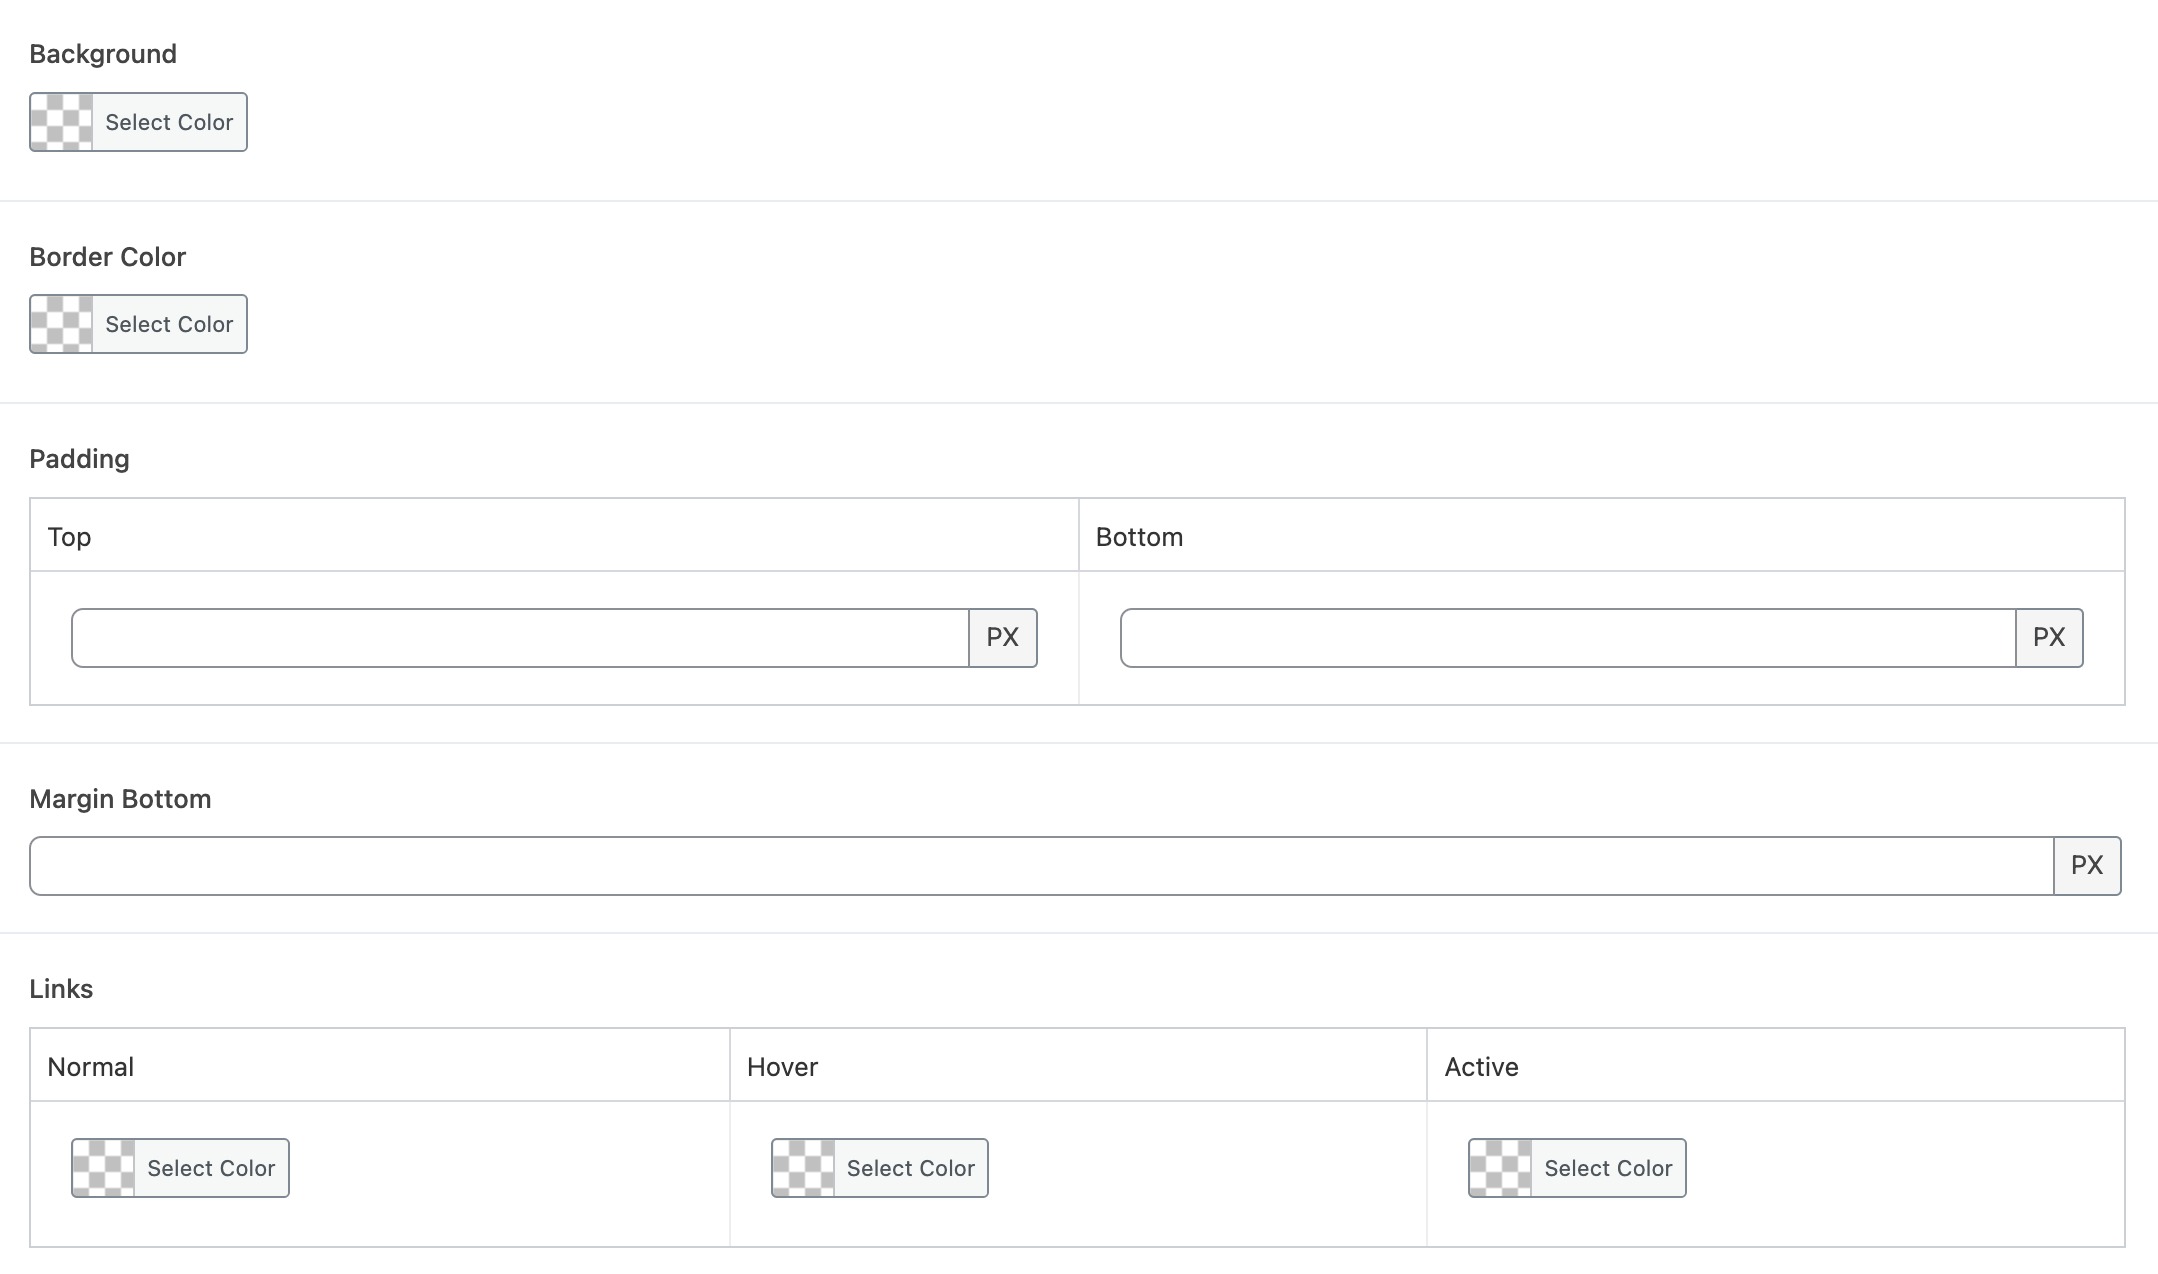 Background
Select Color
Border Color
Select Color
Padding
Top Bottom
PX PX
Margin Bottom
PX
Links
Normal Hover Active
Select Color Select Color Select Color